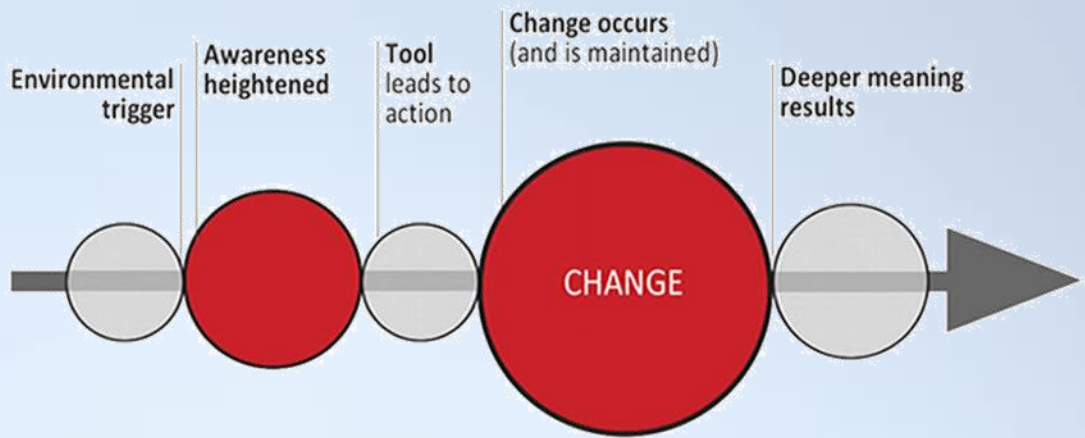 Environmental
trigger
Awareness
heightened
Tool
leads to
action
Change occurs
(and is maintained)
Deeper meaning
results
CHANGE